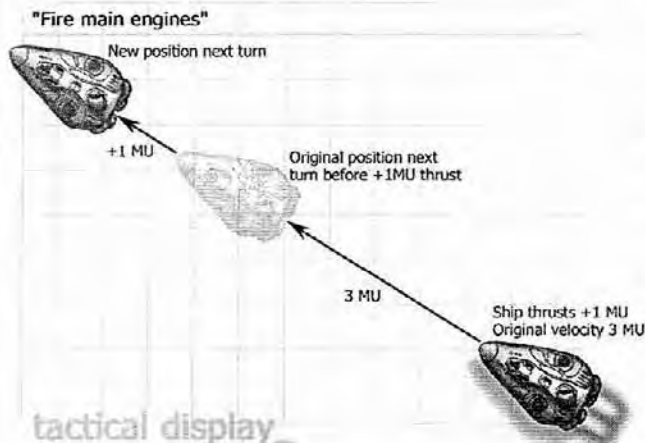 "Fire main engines"
New position next turn
+1 MU
Original position next
turn before +1MU thrust
3 MU
Ship thrusts +1 MU
Original velocity 3 MU
tactical display_